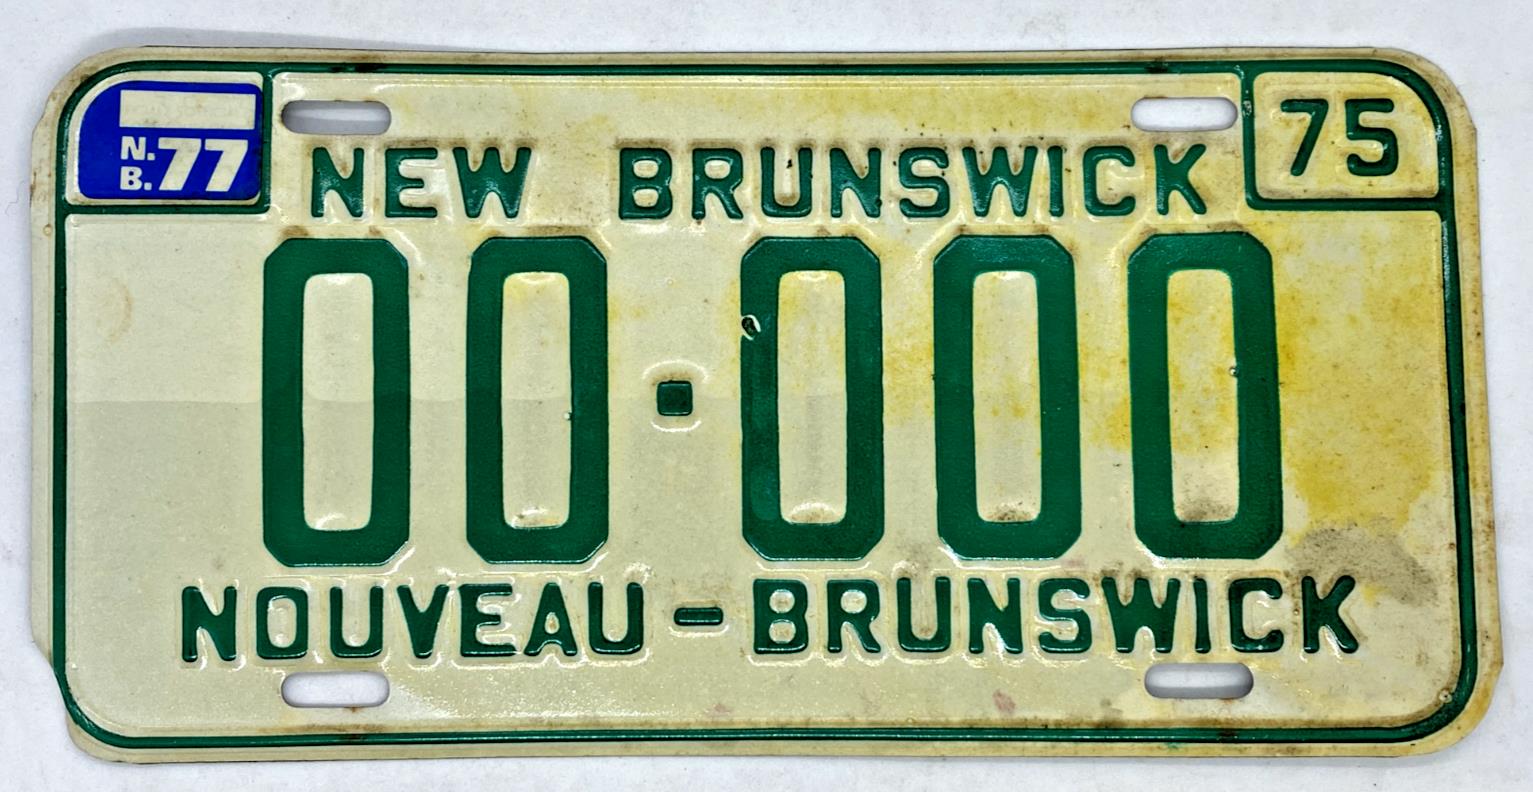 N.B. 77
75
NEW BRUNSWICK
00·000
NOUVEAU-BRUNSWICK